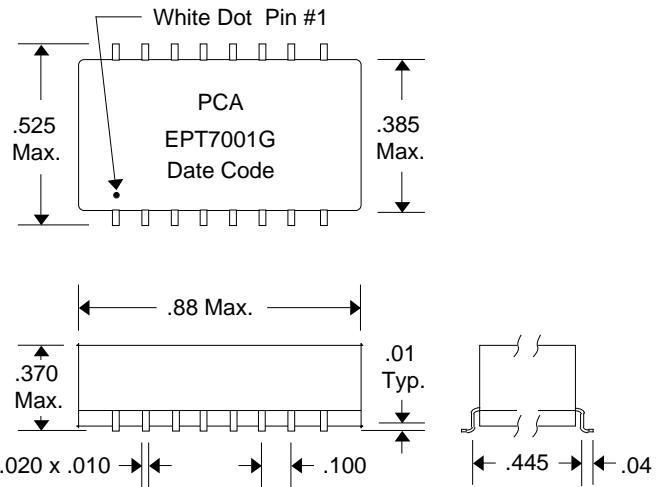 White Dot Pin #1
PCA
EPT7001G
Date Code
.525
Max.
.385
Max.
.88 Max.
.370
Max.
.01
Typ.
.020 x .010
.100
.445
.04